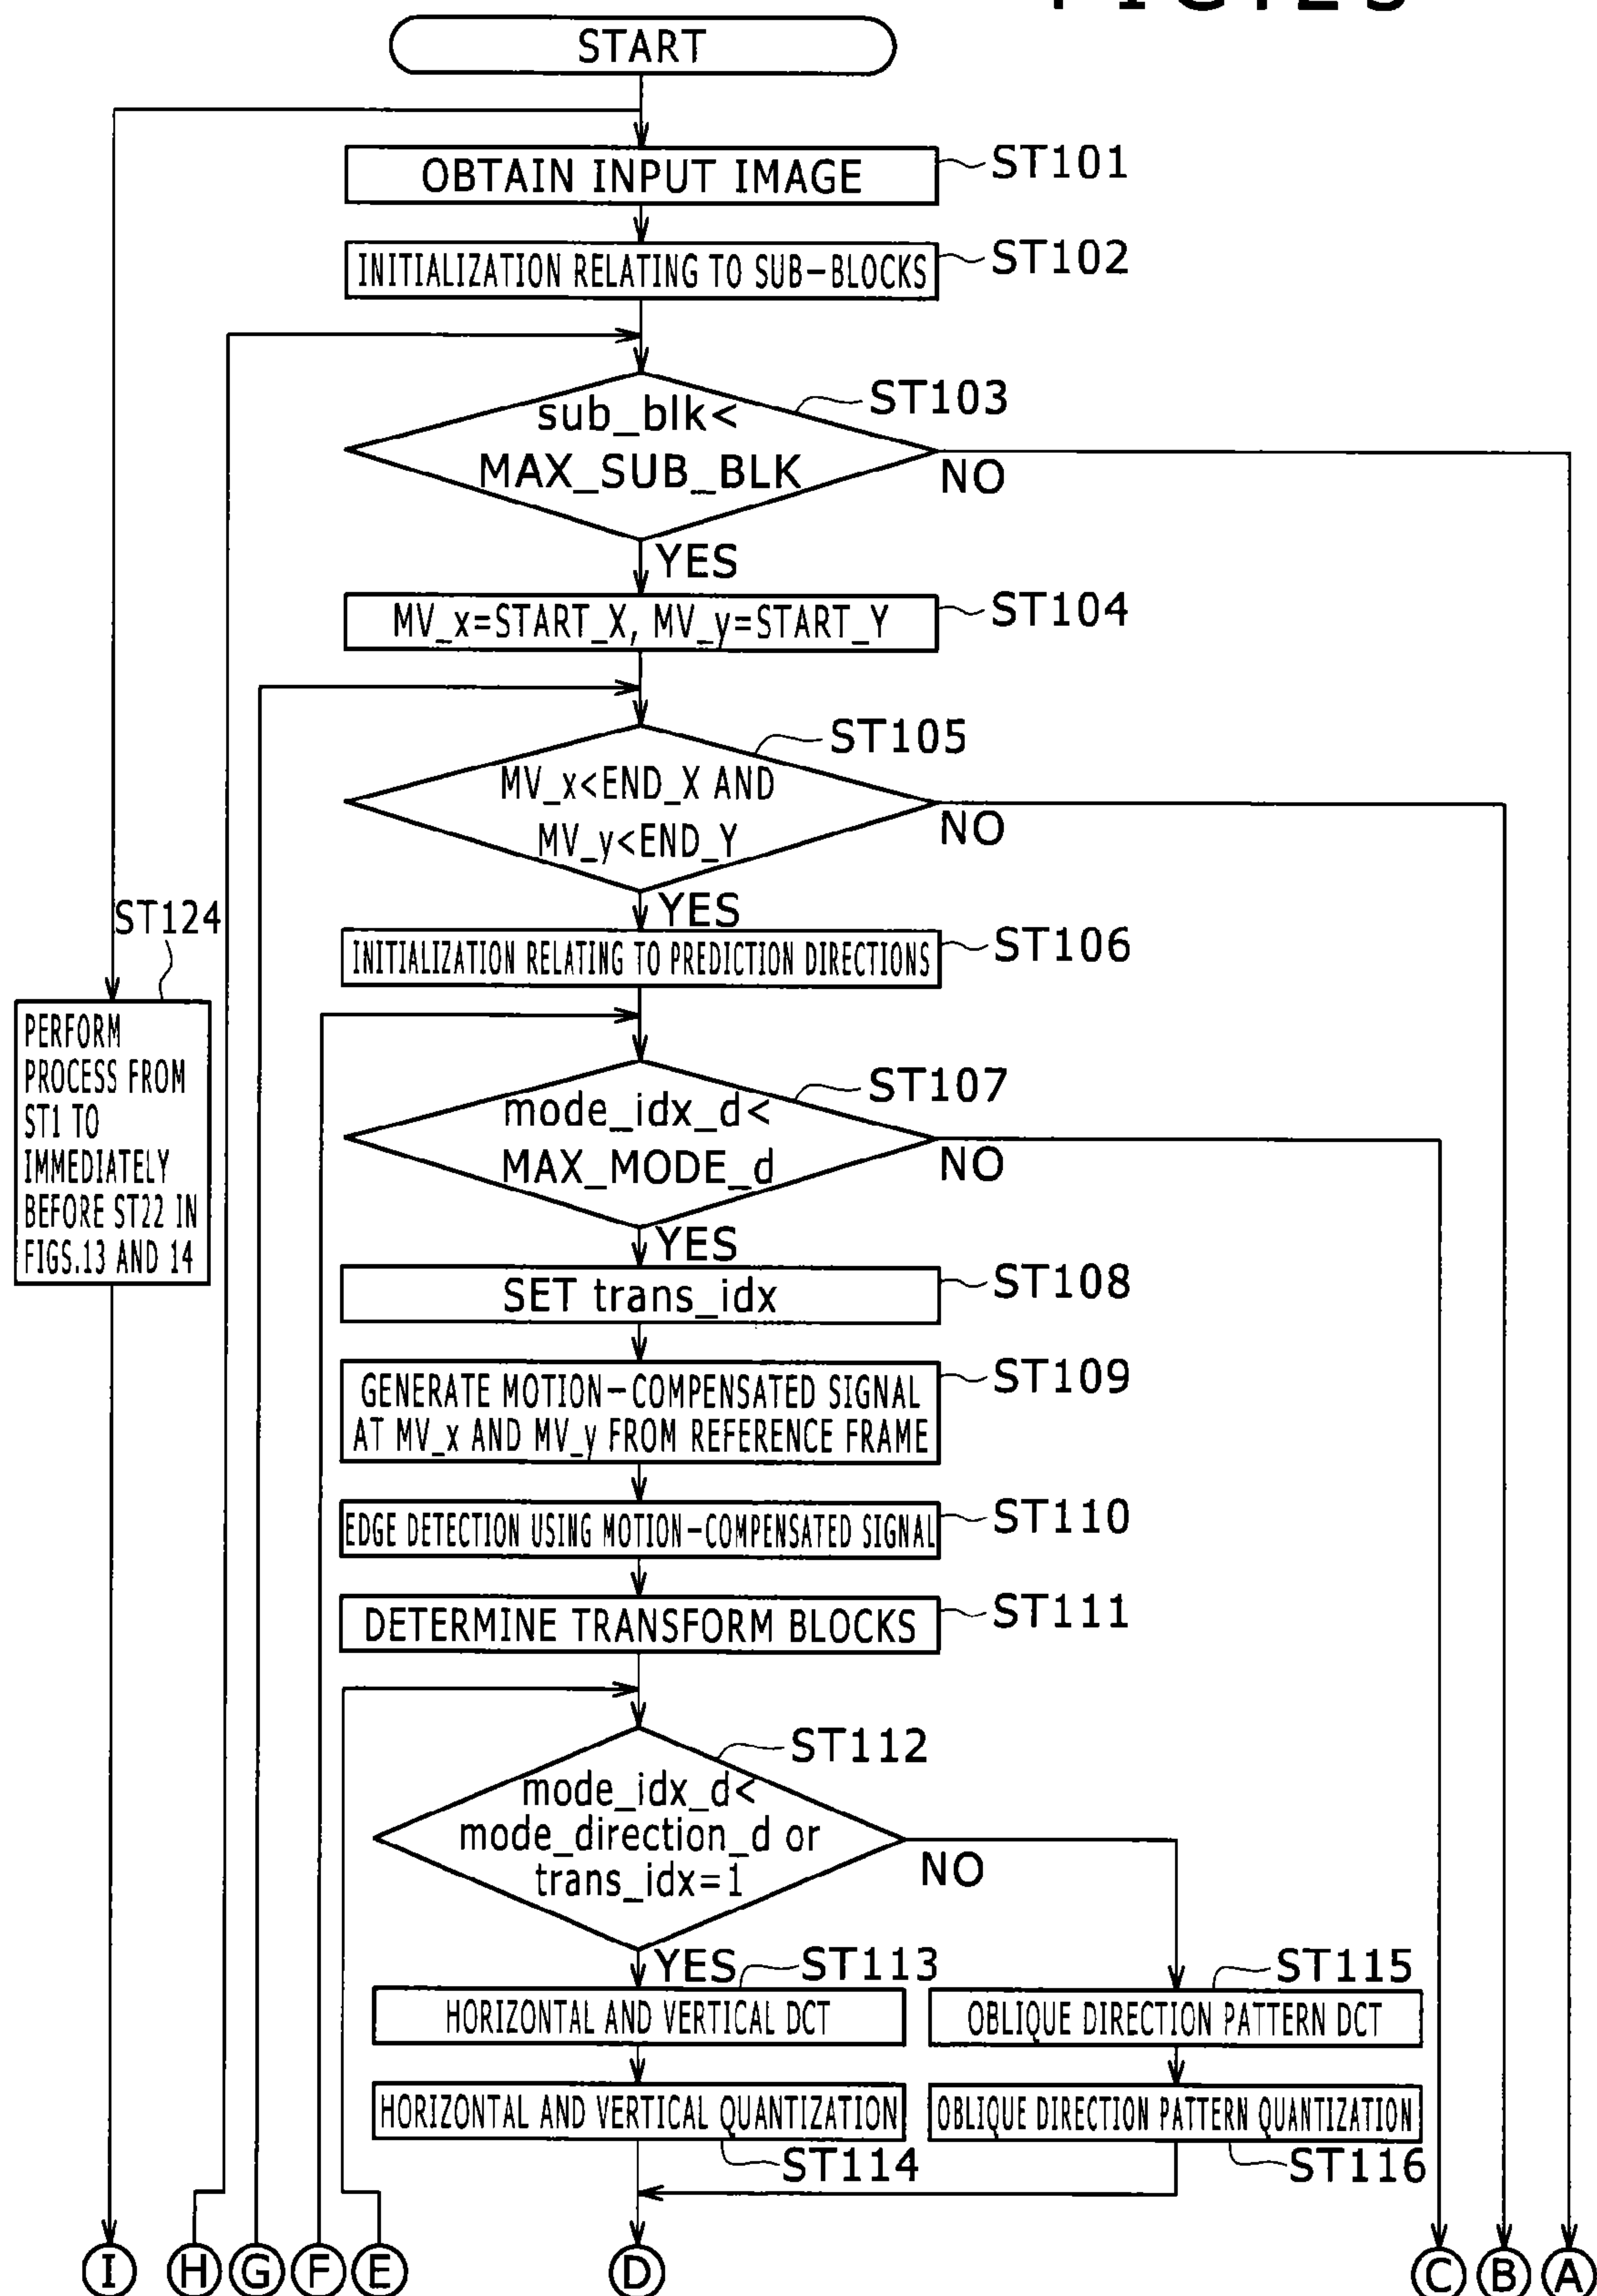 START
OBTAIN INPUT IMAGE
ST101
INITIALIZATION RELATING TO SUB-BLOCKS
ST102
sub_blk<
MAX_SUB_BLK
ST103
NO
YES
MV_x=START_X, MV_y=START_Y
ST104
MV_x<END_X AND
MV_y<END_Y
ST105
NO
YES
INITIALIZATION RELATING TO PREDICTION DIRECTIONS
ST106
ST124
PERFORM
PROCESS FROM
ST1 TO
IMMEDIATELY
BEFORE ST22 IN
FIGS.13 AND 14
mode_idx_d<
MAX_MODE_d
ST107
NO
YES
SET trans_idx
ST108
GENERATE MOTION-COMPENSATED SIGNAL
AT MV_x AND MV_y FROM REFERENCE FRAME
ST109
EDGE DETECTION USING MOTION-COMPENSATED SIGNAL
ST110
DETERMINE TRANSFORM BLOCKS
ST111
mode_idx_d<
mode_direction_d or
trans_idx=1
ST112
NO
YES
ST113
HORIZONTAL AND VERTICAL DCT
ST115
OBLIQUE DIRECTION PATTERN DCT
HORIZONTAL AND VERTICAL QUANTIZATION
ST114
OBLIQUE DIRECTION PATTERN QUANTIZATION
ST116
I
H
G
F
E
D
C
B
A